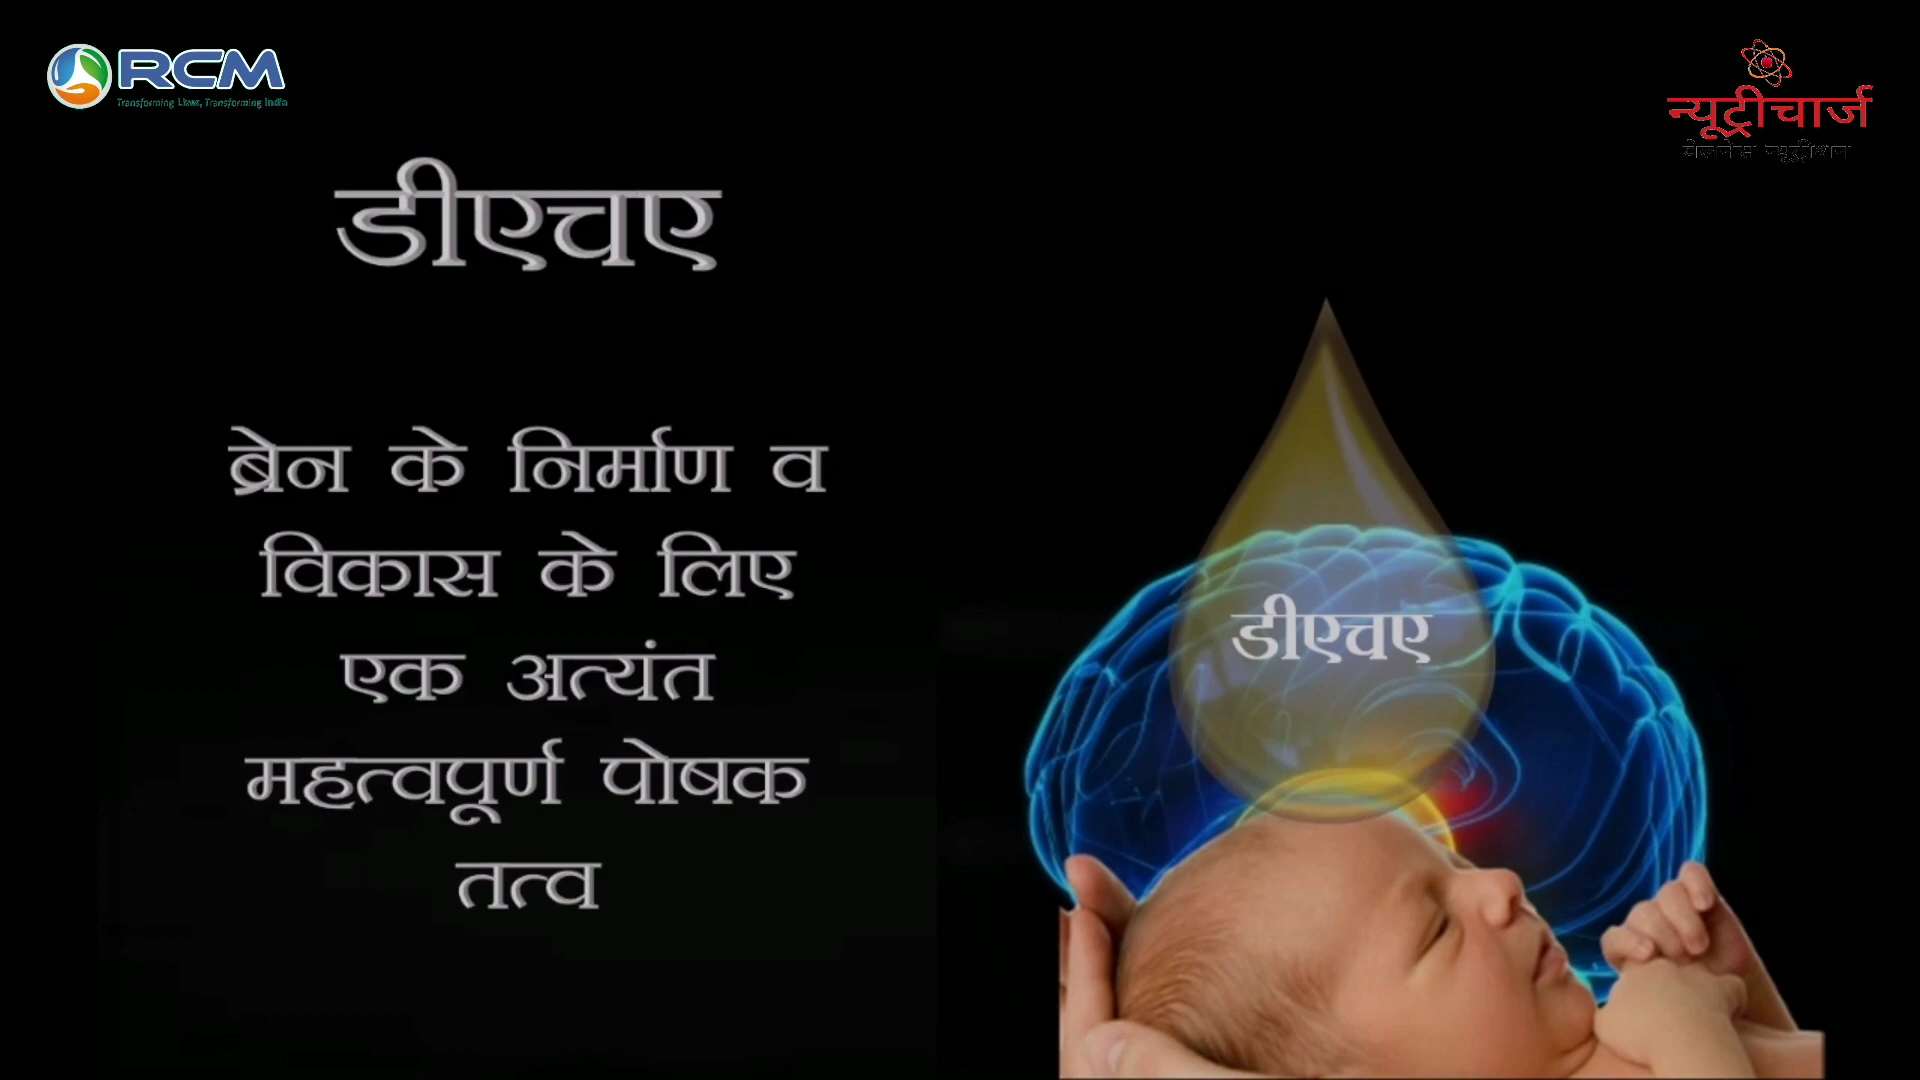 RCM
Transforming Lives, Transforming India
न्यूट्रीचार्ज
डीएचए
ब्रेन के निर्माण व
विकास के लिए
एक अत्यंत
महत्वपूर्ण पोषक
तत्व
डीएचए